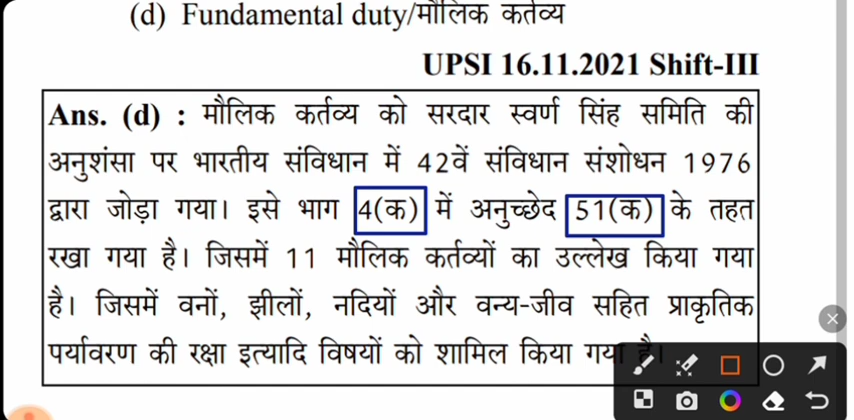 (d) Fundamental duty/मौलिक कर्तव्य
UPSI 16.11.2021 Shift-III
Ans. (d) : मौलिक कर्तव्य को सरदार स्वर्ण सिंह समिति की
अनुशंसा पर भारतीय संविधान में 42वें संविधान संशोधन 1976
द्वारा जोड़ा गया। इसे भाग 4(क) में अनुच्छेद 51(क) के तहत
रखा गया है। जिसमें 11 मौलिक कर्तव्यों का उल्लेख किया गया
है। जिसमें वनों, झीलों, नदियों और वन्य-जीव सहित प्राकृतिक
पर्यावरण की रक्षा इत्यादि विषयों को शामिल किया गया है।